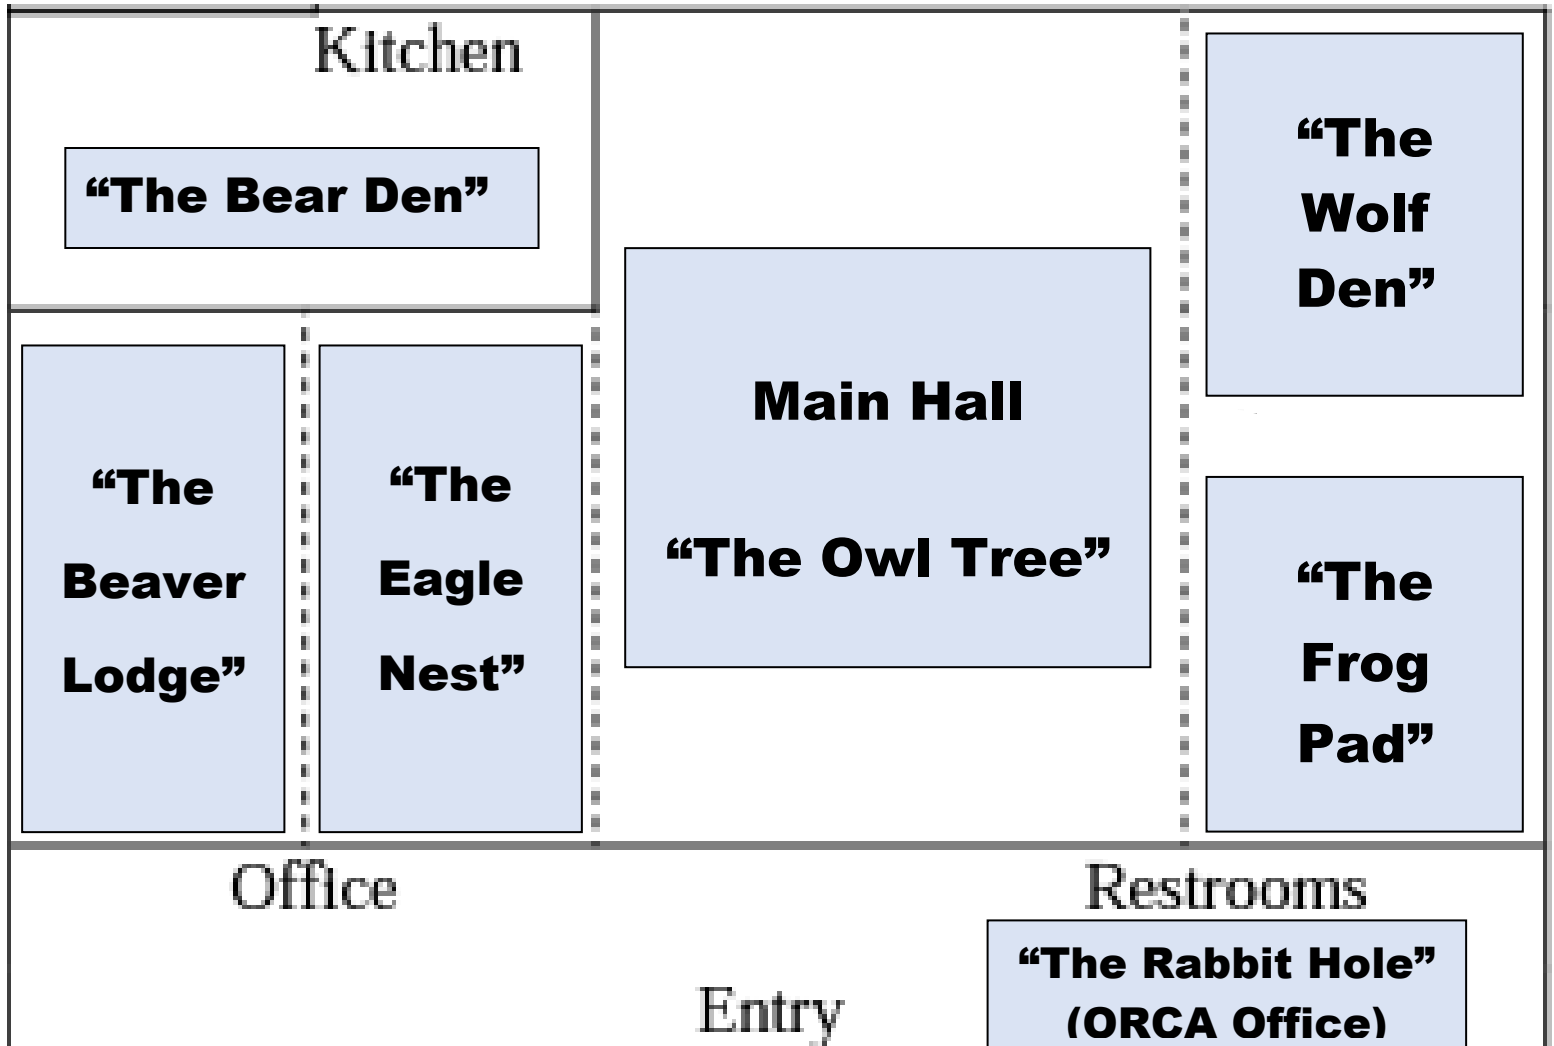 Kitchen
“The Bear Den”
“The
Beaver
Lodge”
“The
Eagle
Nest”
Main Hall
“The Owl Tree”
“The
Wolf
Den”
“The
Frog
Pad”
Office
Restrooms
“The Rabbit Hole”
(ORCA Office)
Entry